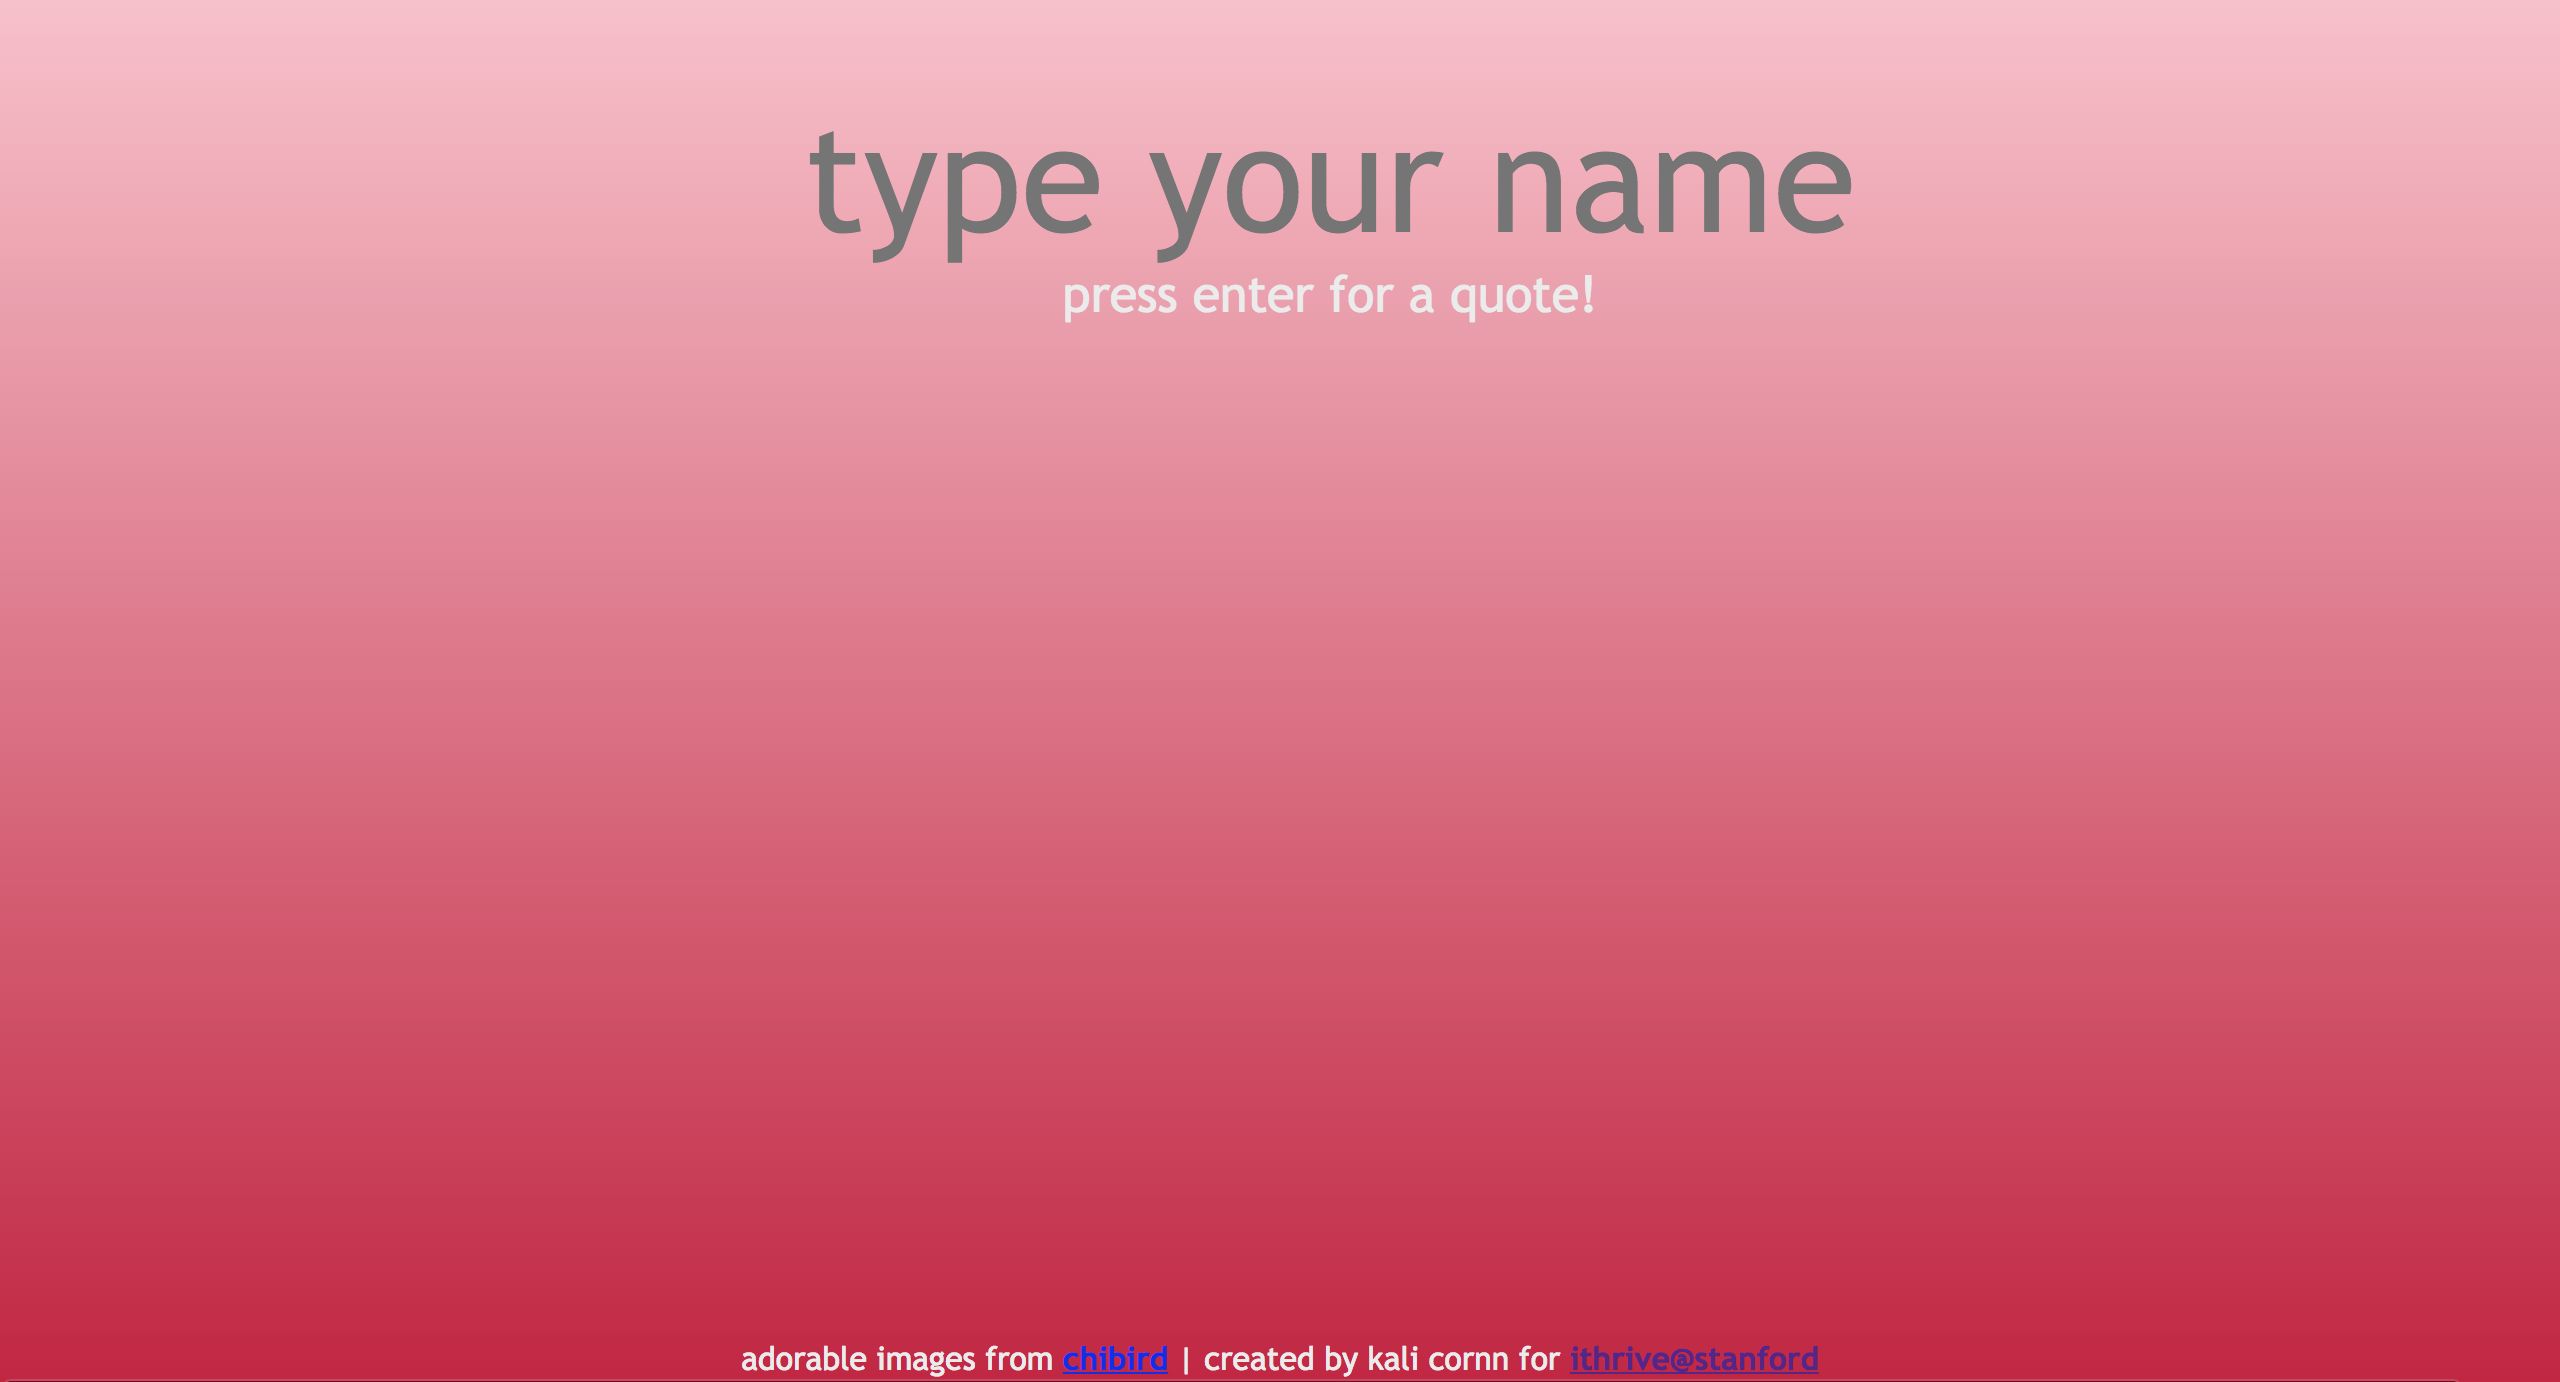 type your name
press enter for a quote!
adorable images from chibird | created by kali cornn for ithrive@stanford